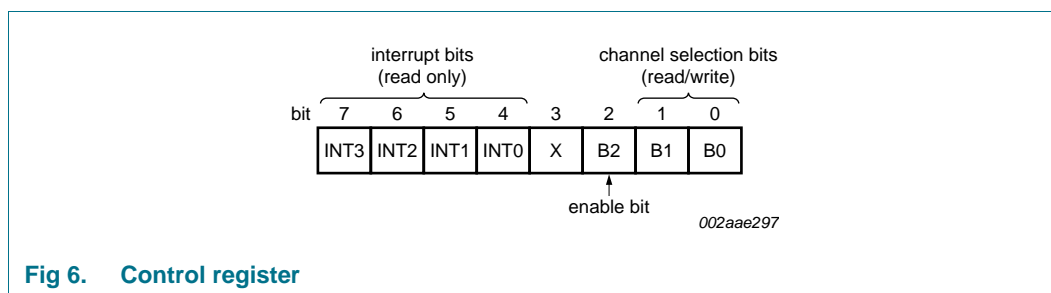 interrupt bits channel selection bits
(read only) (read/write)
bit 7 6 5 4 3 2 1 0
INT3 INT2 INT1 INT0 X B2 B1 B0
enable bit
002aae297
Fig 6. Control register